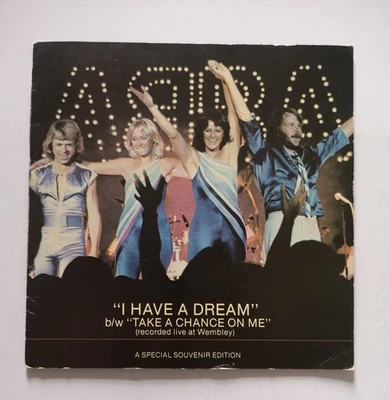 ABBA
"I HAVE A DREAM"
b/w "TAKE A CHANCE ON ME"
(recorded live at Wembley)
A SPECIAL SOUVENIR EDITION